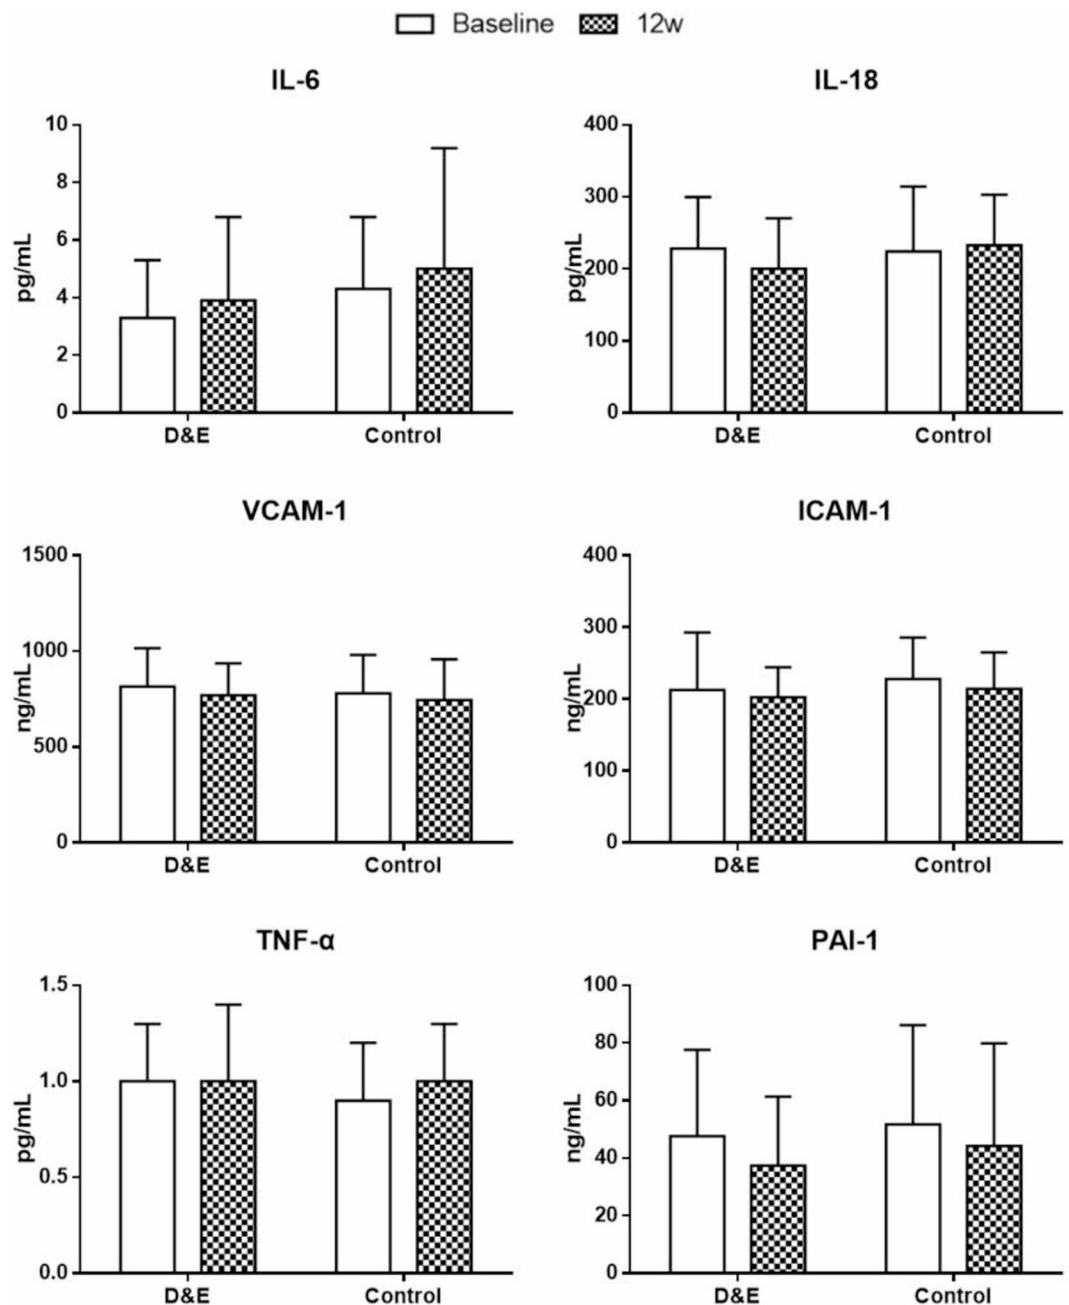 Baseline 12w
IL-6
10
8
6
4
2
0
pg/mL
D&E Control
IL-18
400
300
200
100
0
pg/mL
D&E Control
VCAM-1
1500
1000
500
0
ng/mL
D&E Control
ICAM-1
400
300
200
100
0
ng/mL
D&E Control
TNF-α
1.5
1.0
0.5
0.0
pg/mL
D&E Control
PAI-1
100
80
60
40
20
0
ng/mL
D&E Control